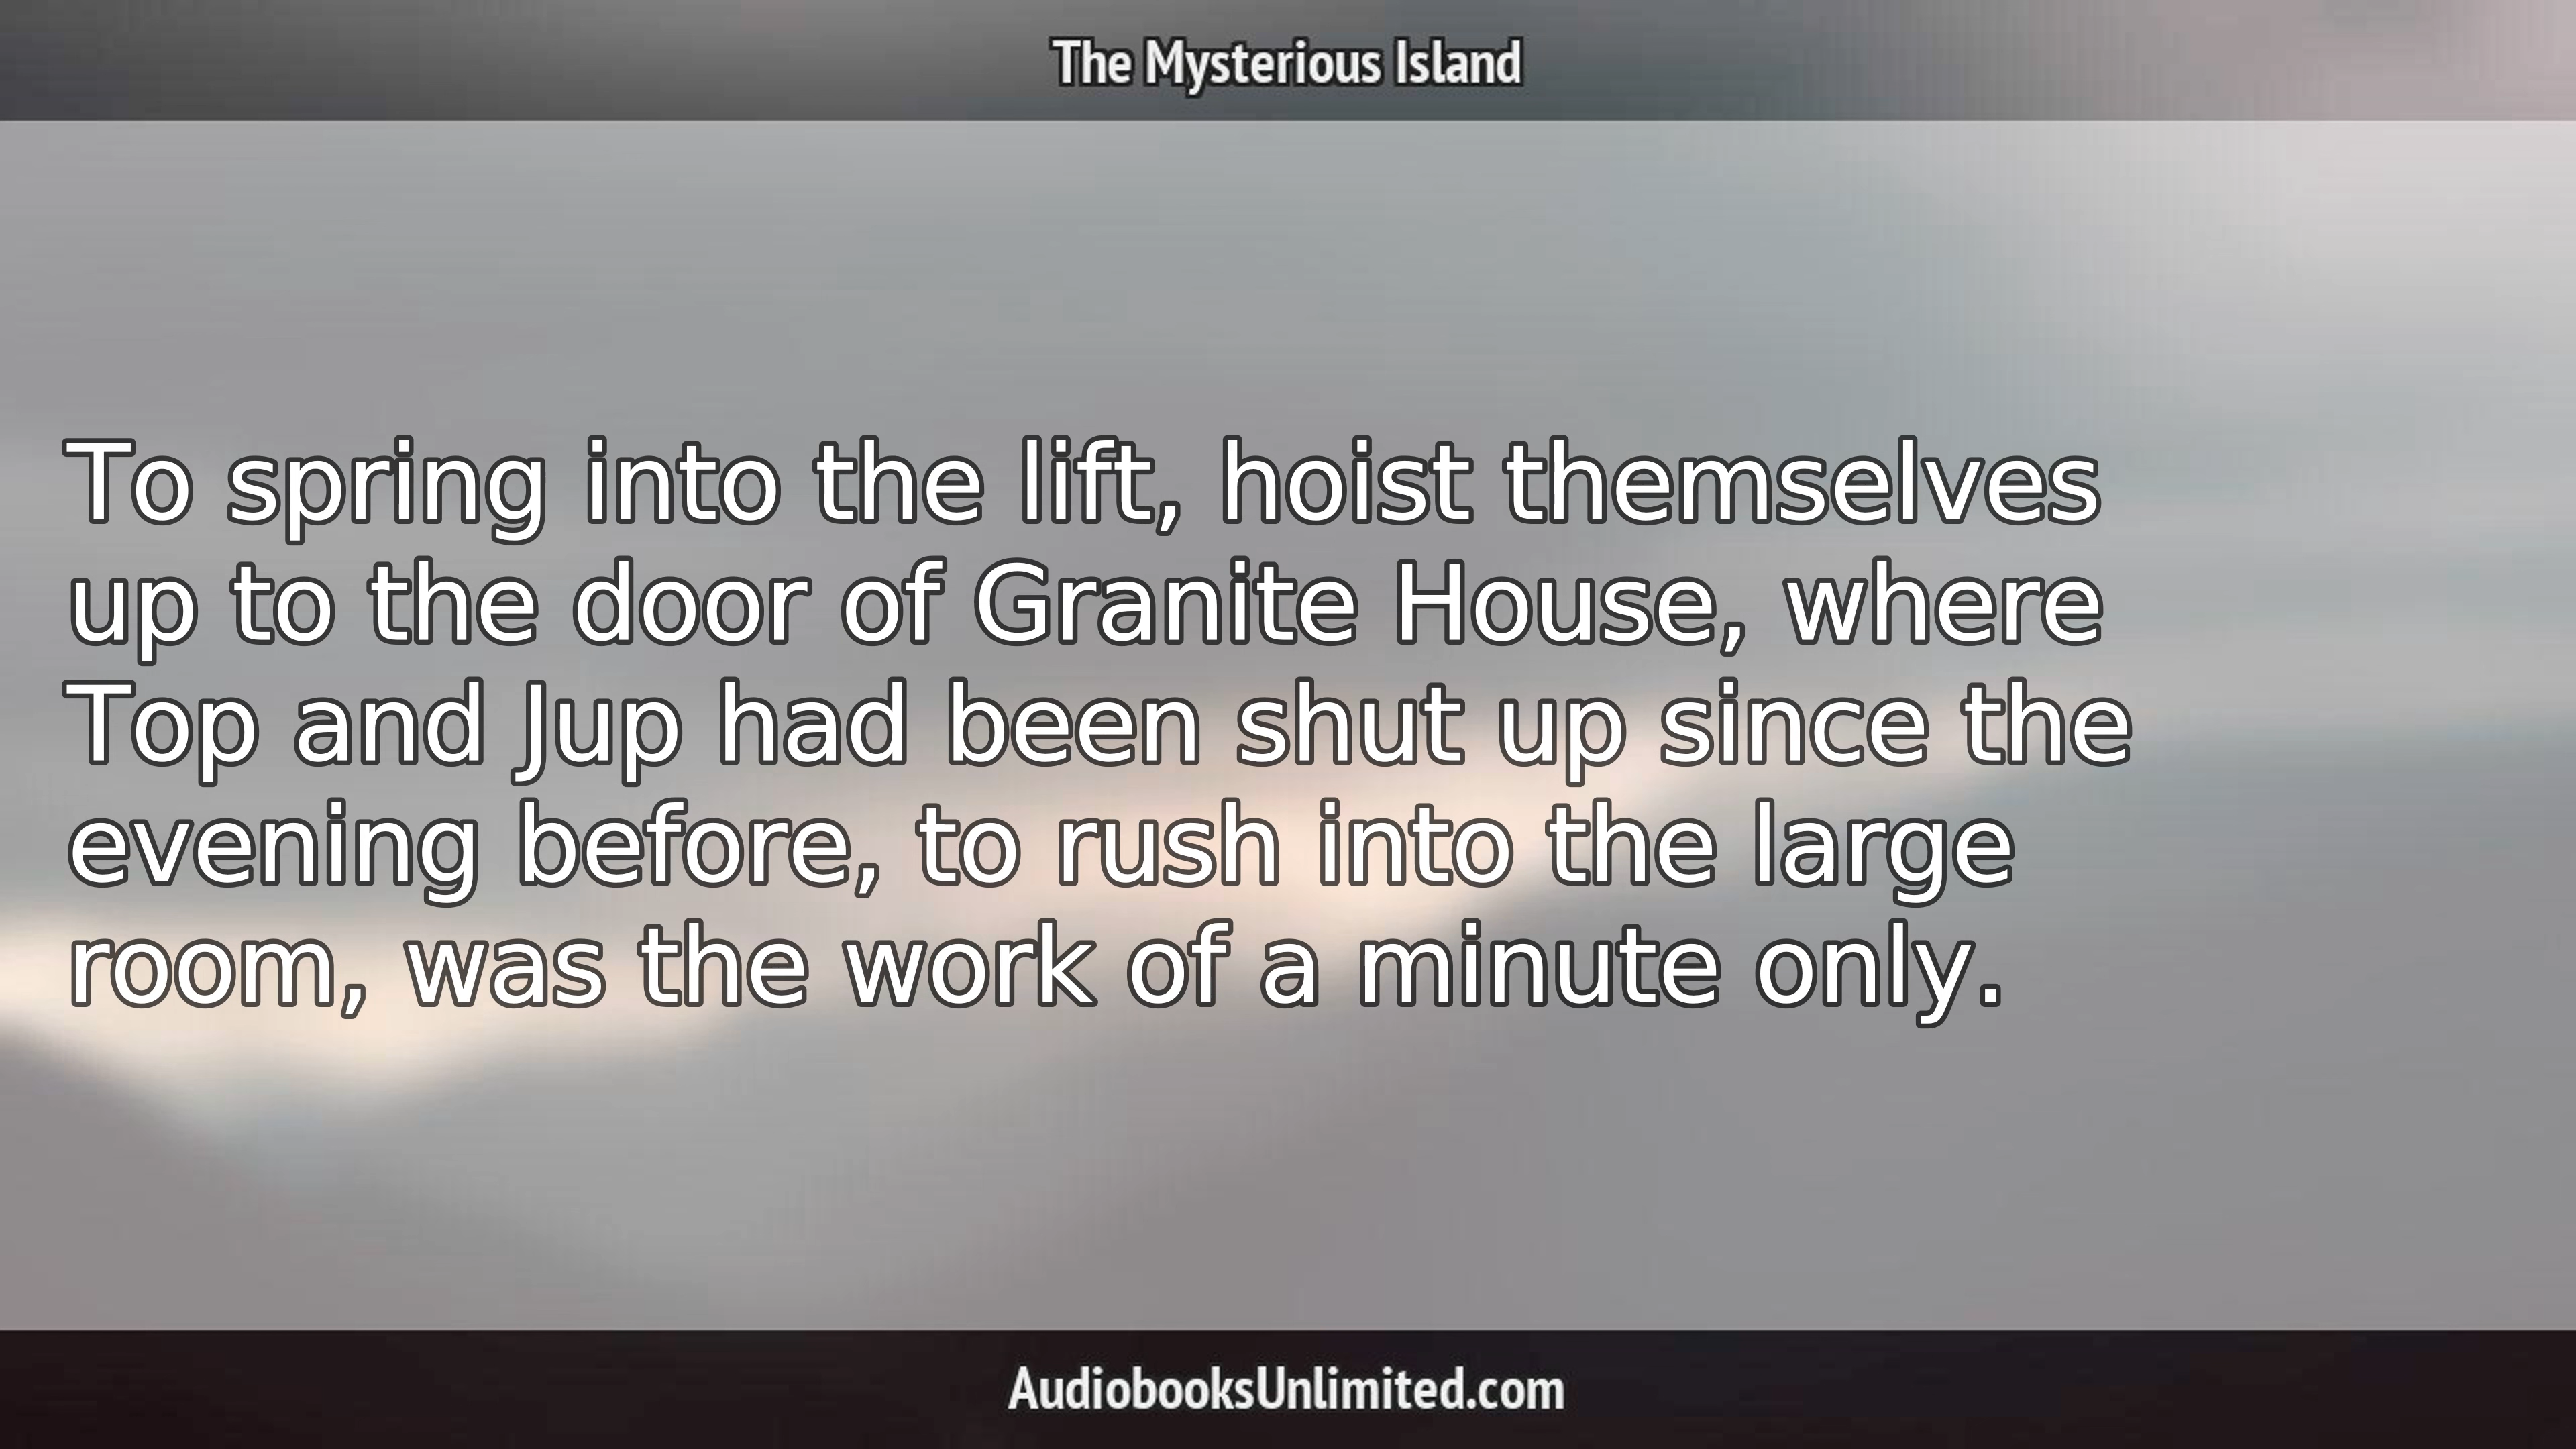 The Mysterious Island
To spring into the lift, hoist themselves
up to the door of Granite House, where
Top and Jup had been shut up since the
evening before, to rush into the large
room, was the work of a minute only.
AudiobooksUnlimited.com